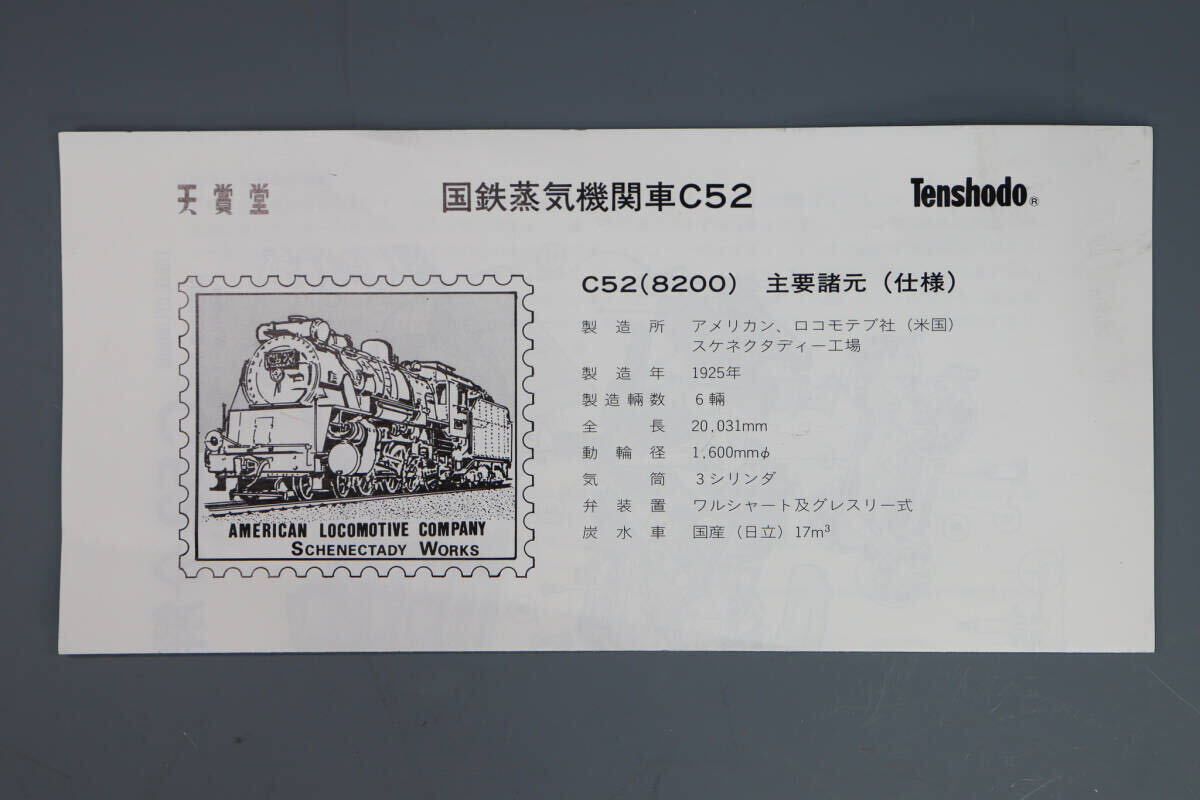 天賞堂
国鉄蒸気機関車C52
Tenshodo®
C52(8200) 主要諸元（仕様）
製造所 アメリカン、ロコモテブ社（米国）
スケネクタディー工場
製造年 1925年
製造輛数 6輛
全長 20,031mm
動輪径 1,600mmφ
気筒 3シリンダ
弁装置 ワルシャート及グレスリー式
炭水車 国産（日立）17m³
AMERICAN LOCOMOTIVE COMPANY
SCHENECTADY WORKS